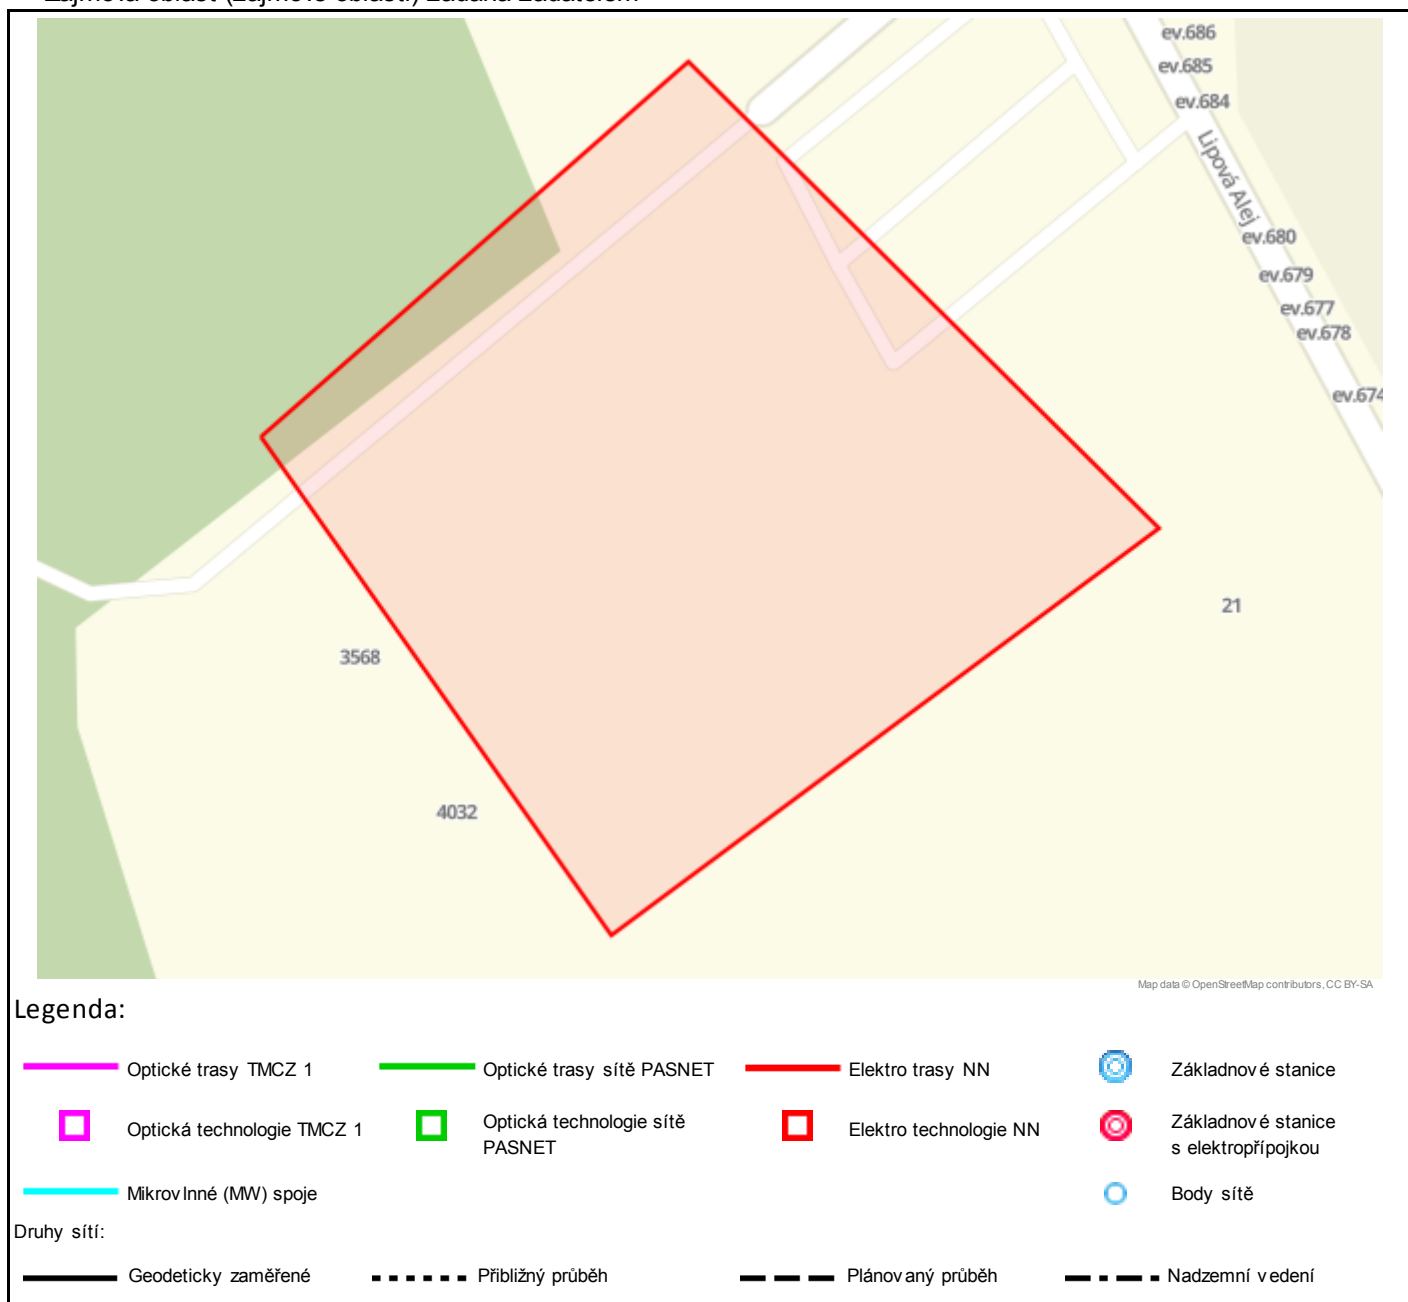 ev.686
ev.685
ev.684
Lipová Alej
ev.680
ev.679
ev.677
ev.678
ev.674
21
3568
4032
Map data © OpenStreetMap contributors, CC BY-SA
Legenda:
Optické trasy TMCZ 1
Optické trasy sítě PASNET
Elektro trasy NN
Základnové stanice
Optická technologie TMCZ 1
Optická technologie sítě
PASNET
Elektro technologie NN
Základnové stanice
s elektropřípojkou
Mikrovlnné (MW) spoje
Body sítě
Druhy sítí:
Geodeticky zaměřené
Přibližný průběh
Plánovaný průběh
Nadzemní vedení